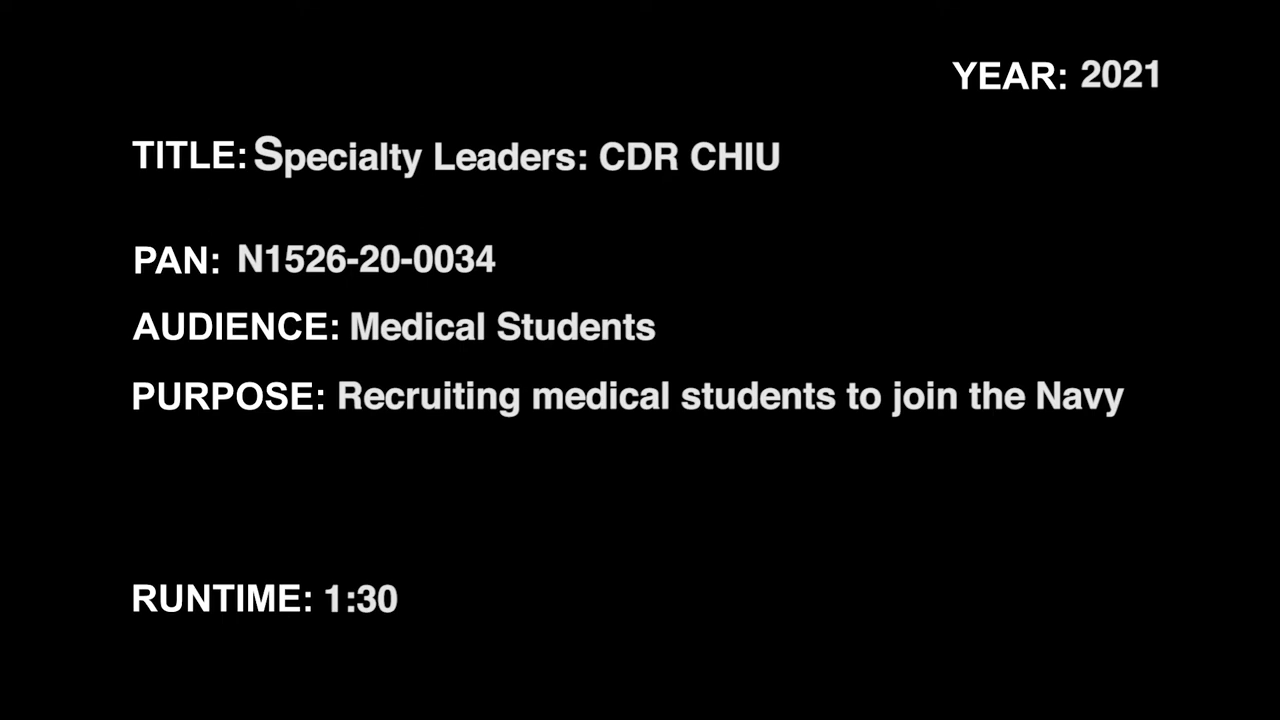 YEAR: 2021
TITLE: Specialty Leaders: CDR CHIU
PAN: N1526-20-0034
AUDIENCE: Medical Students
PURPOSE: Recruiting medical students to join the Navy
RUNTIME: 1:30